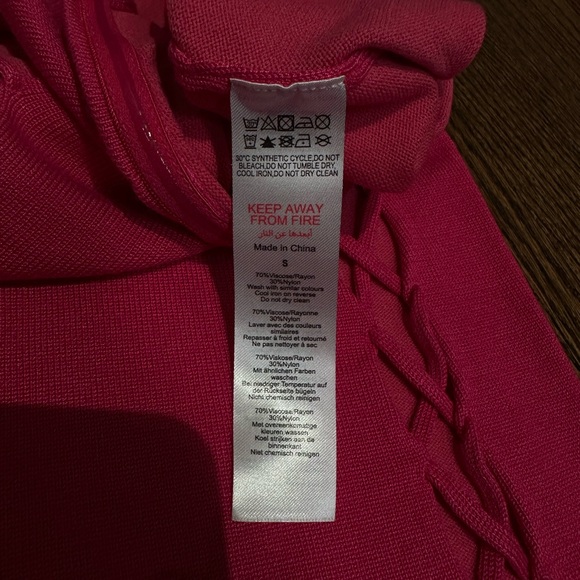 30°C SYNTHETIC CYCLE,DO NOT
BLEACH,DO NOT TUMBLE DRY,
COOL IRON,DO NOT DRY CLEAN
KEEP AWAY
FROM FIRE
أبعدها عن النار
Made In China
S
70%Viscose/Rayon
30%Nylon
Wash with similar colours
Cool iron on reverse
Do not dry clean
70%Viscose/Rayonne
30%Nylon
Laver avec des couleurs
similaires
Repasser à froid et retourné
Ne pas nettoyer à sec
70%Viskose/Rayon
30%Nylon
Mit ähnlichen Farben
waschen
Bei niedriger Temperatur auf
der Rückseite bügeln
Nicht chemisch reinigen
70%Viscose/Rayon
30%Nylon
Met overeenkomstige
kleuren wassen
Koel strijken aan de
binnenkant
Niet chemisch reinigen